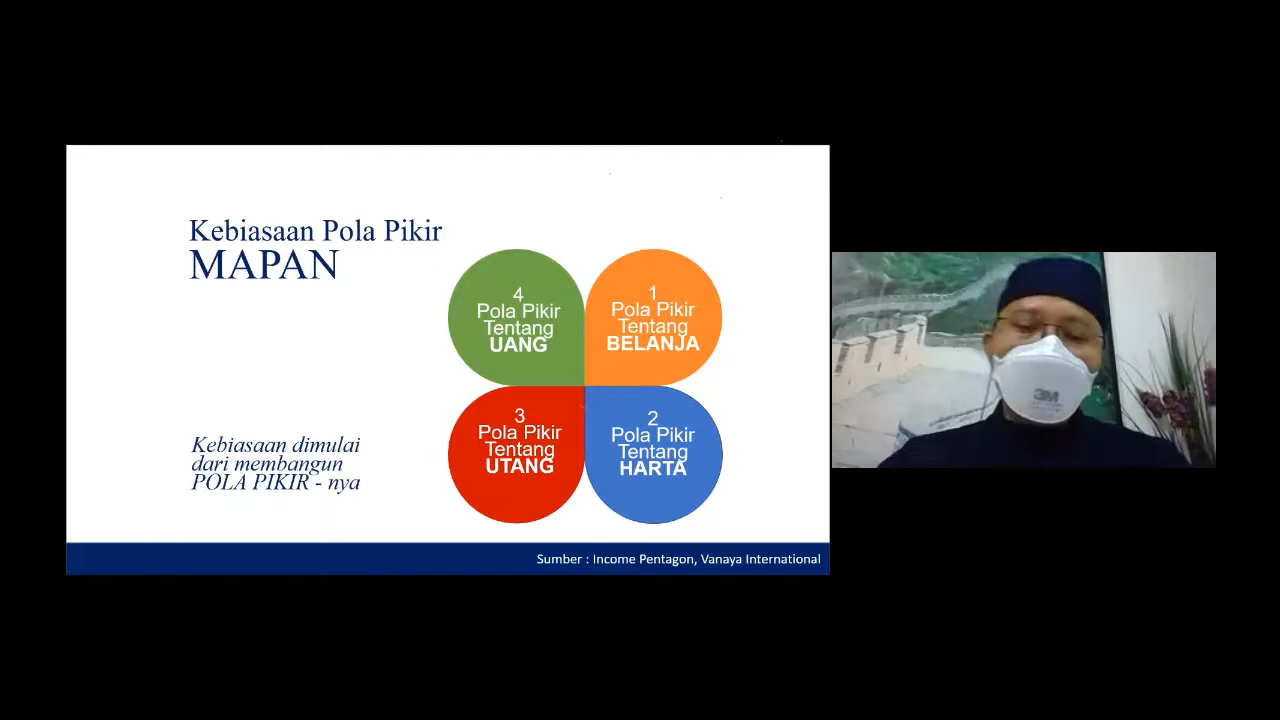 Kebiasaan Pola Pikir
MAPAN
4
Pola Pikir
Tentang
UANG
1
Pola Pikir
Tentang
BELANJA
3
Pola Pikir
Tentang
UTANG
2
Pola Pikir
Tentang
HARTA
Kebiasaan dimulai
dari membangun
POLA PIKIR - nya
Sumber : Income Pentagon, Vanaya International
3M